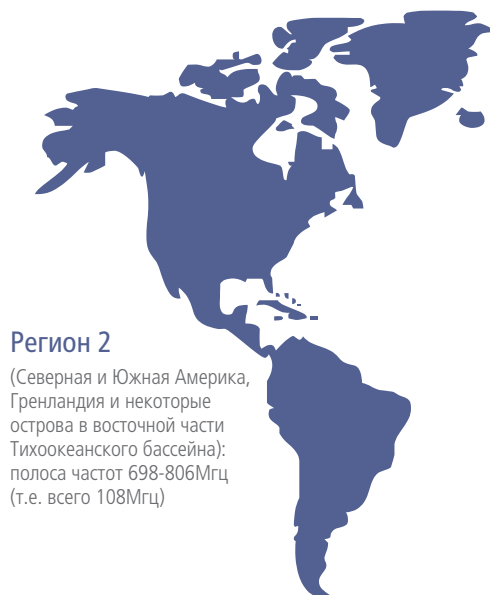 Регион 2
(Северная и Южная Америка,
Гренландия и некоторые
острова в восточной части
Тихоокеанского бассейна):
полоса частот 698-806Мгц
(т.е. всего 108Мгц)